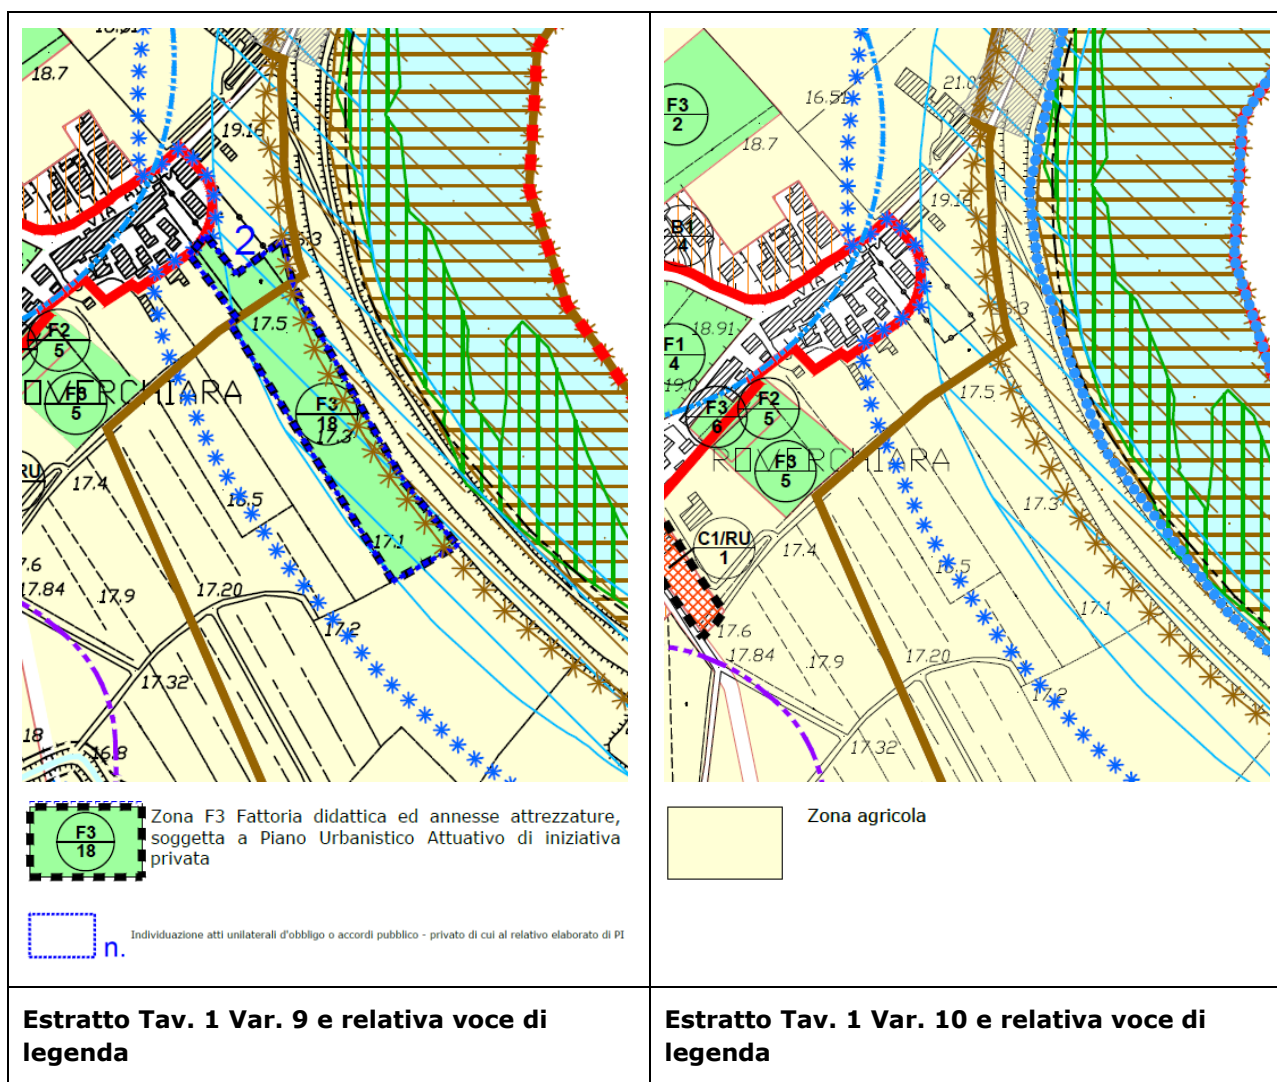 18.7
19.16
VIA A
2
17.5
F2
5
F3
5
ROVERCHIARA
F3
18
17.3
RU
17.4
16.5
17.1
7.6
17.84
17.9
17.20
17.2
17.32
18
16.8
F3
18
Zona F3 Fattoria didattica ed annesse attrezzature,
soggetta a Piano Urbanistico Attuativo di iniziativa
privata
n.
Individuazione atti unilaterali d'obbligo o accordi pubblico - privato di cui al relativo elaborato di PI
Estratto Tav. 1 Var. 9 e relativa voce di
legenda
F3
2
16.51
18.7
19.16
B1
4
VIA A
18.91
F1
4
19.0
F3
6
F2
5
17.5
ROVERCHIARA
F3
5
17.3
C1/RU
1
17.4
16.5
17.1
17.6
17.84
17.9
17.20
17.2
17.32
Zona agricola
Estratto Tav. 1 Var. 10 e relativa voce di
legenda